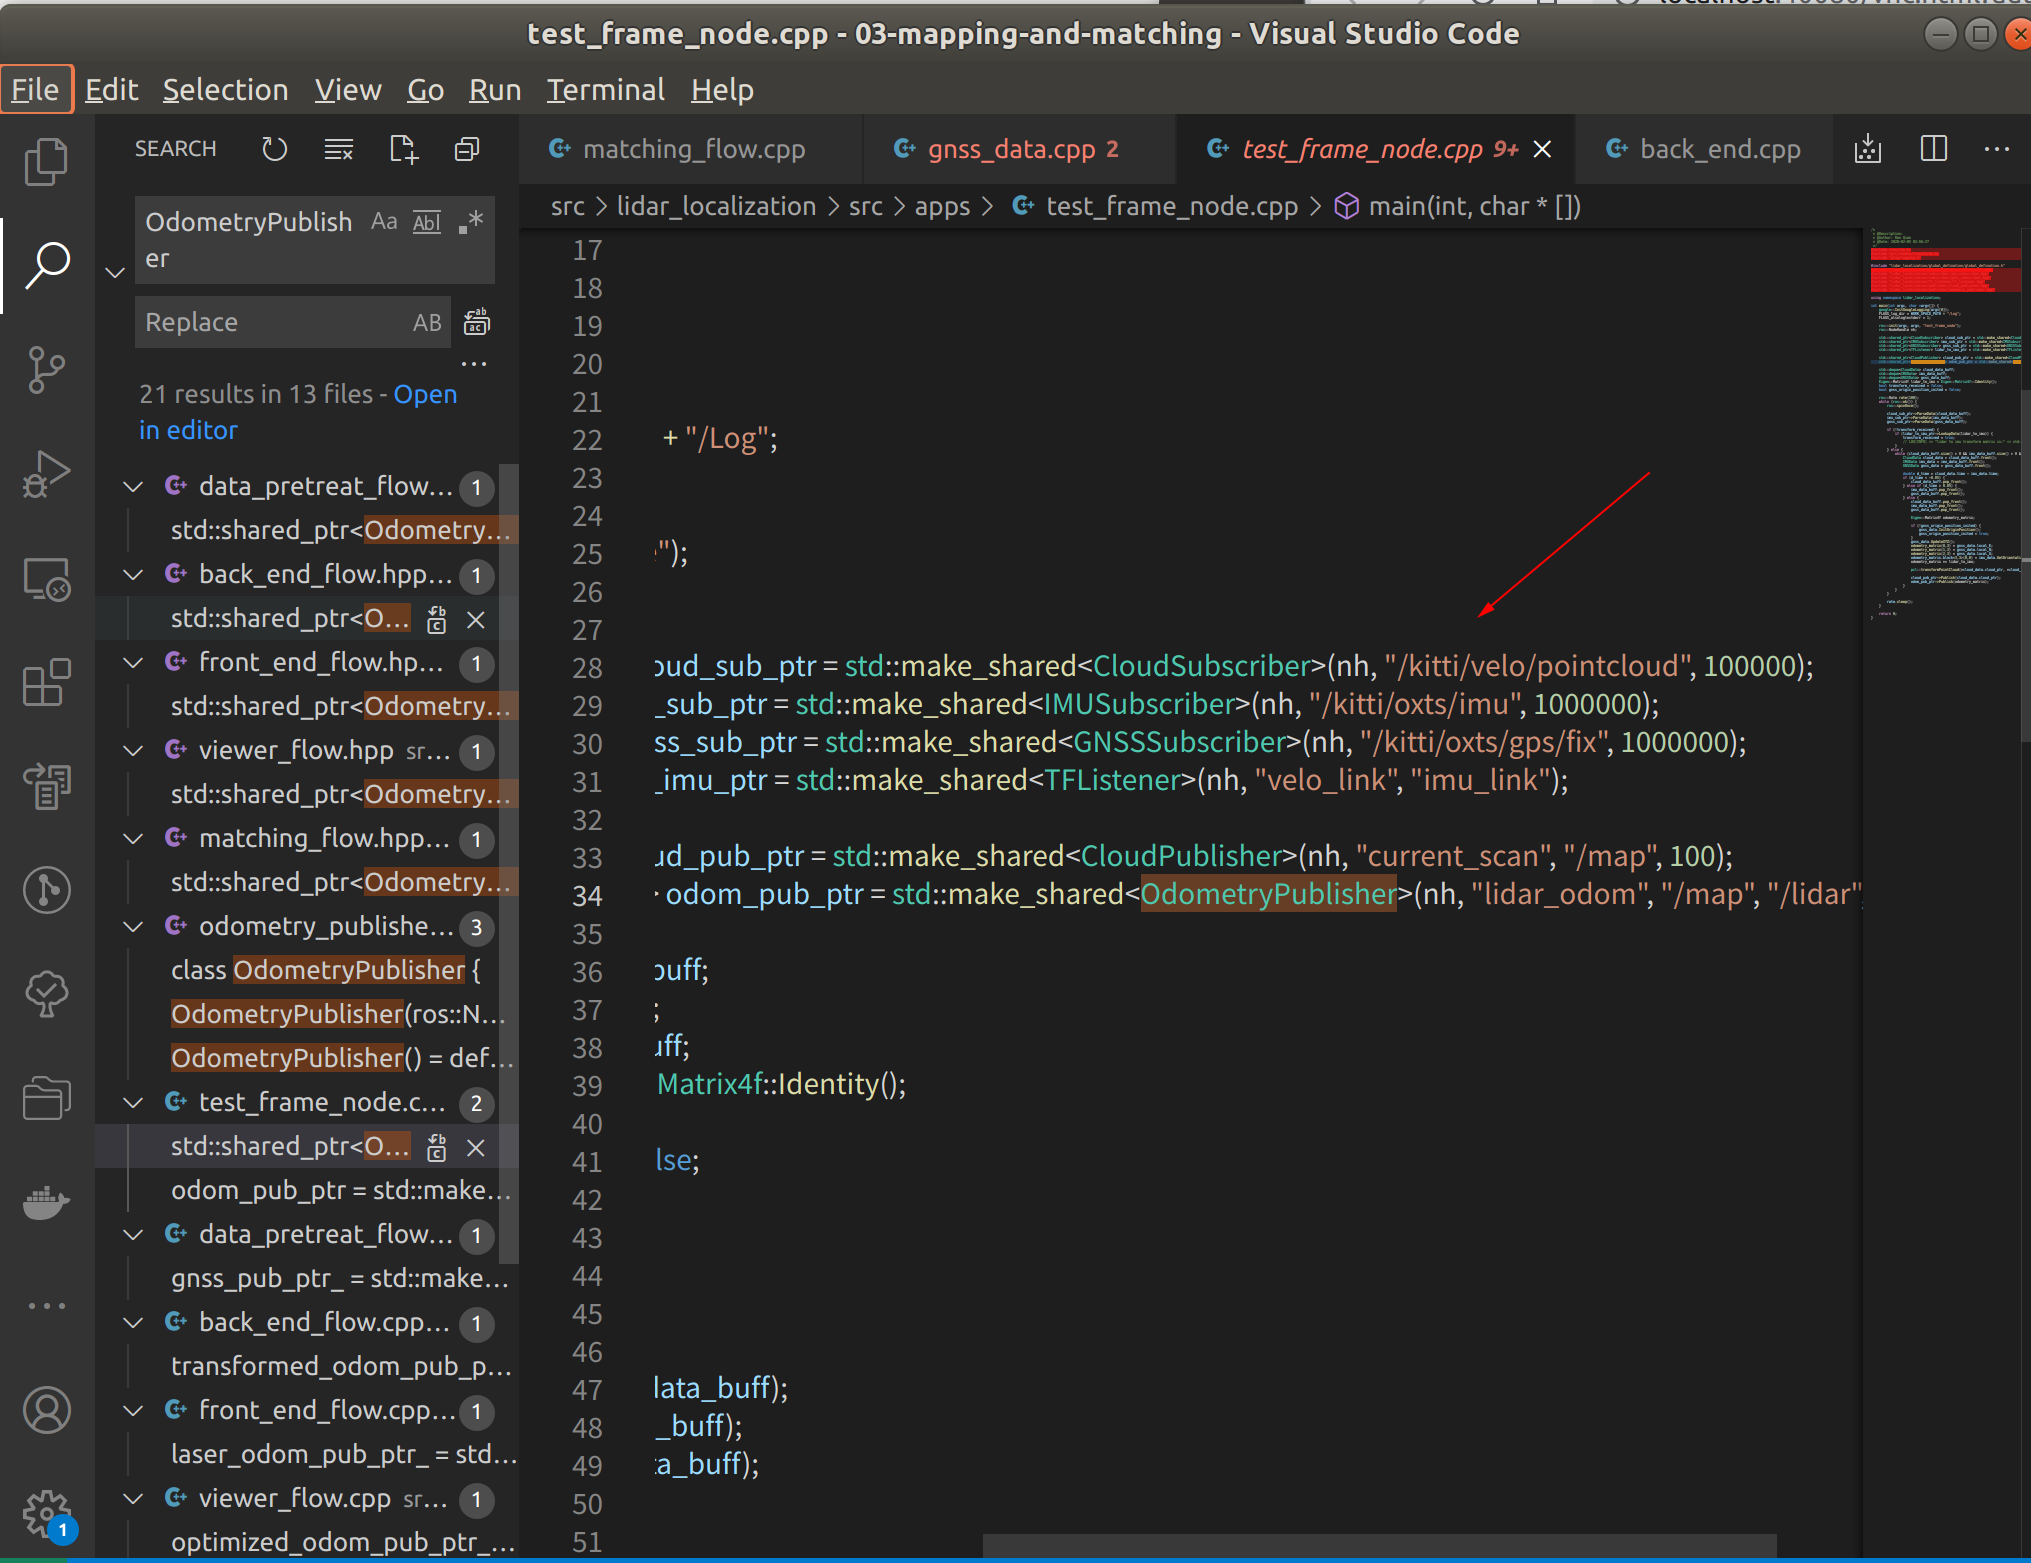 test_frame_node.cpp - 03-mapping-and-matching - Visual Studio Code
File Edit Selection View Go Run Terminal Help
SEARCH
matching_flow.cpp
gnss_data.cpp 2
test_frame_node.cpp 9+
back_end.cpp
OdometryPublish
er
Aa Abl
Replace
AB
21 results in 13 files - Open
in editor
data_pretreat_flow... 1
std::shared_ptr<Odometry...
back_end_flow.hpp... 1
std::shared_ptr<O...
front_end_flow.hp... 1
std::shared_ptr<Odometry...
viewer_flow.hpp sr... 1
std::shared_ptr<Odometry...
matching_flow.hpp... 1
std::shared_ptr<Odometry...
odometry_publishe... 3
class OdometryPublisher {
OdometryPublisher(ros::N...
OdometryPublisher() = def...
test_frame_node.c... 2
std::shared_ptr<O...
odom_pub_ptr = std::make...
data_pretreat_flow... 1
gnss_pub_ptr_ = std::make...
back_end_flow.cpp... 1
transformed_odom_pub_p...
front_end_flow.cpp... 1
laser_odom_pub_ptr_ = std...
viewer_flow.cpp sr... 1
optimized_odom_pub_ptr_...
1
src > lidar_localization > src > apps > test_frame_node.cpp > main(int, char * [])
17
18
19
20
21
22 + "/Log";
23
24
25 ");
26
27
28 oud_sub_ptr = std::make_shared<CloudSubscriber>(nh, "/kitti/velo/pointcloud", 100000);
29 _sub_ptr = std::make_shared<IMUSubscriber>(nh, "/kitti/oxts/imu", 1000000);
30 ss_sub_ptr = std::make_shared<GNSSSubscriber>(nh, "/kitti/oxts/gps/fix", 1000000);
31 _imu_ptr = std::make_shared<TFListener>(nh, "velo_link", "imu_link");
32
33 ud_pub_ptr = std::make_shared<CloudPublisher>(nh, "current_scan", "/map", 100);
34 > odom_pub_ptr = std::make_shared<OdometryPublisher>(nh, "lidar_odom", "/map", "/lidar"
35
36 buff;
37 ;
38 uff;
39 Matrix4f::Identity();
40
41 lse;
42
43
44
45
46
47 data_buff);
48 _buff);
49 ta_buff);
50
51